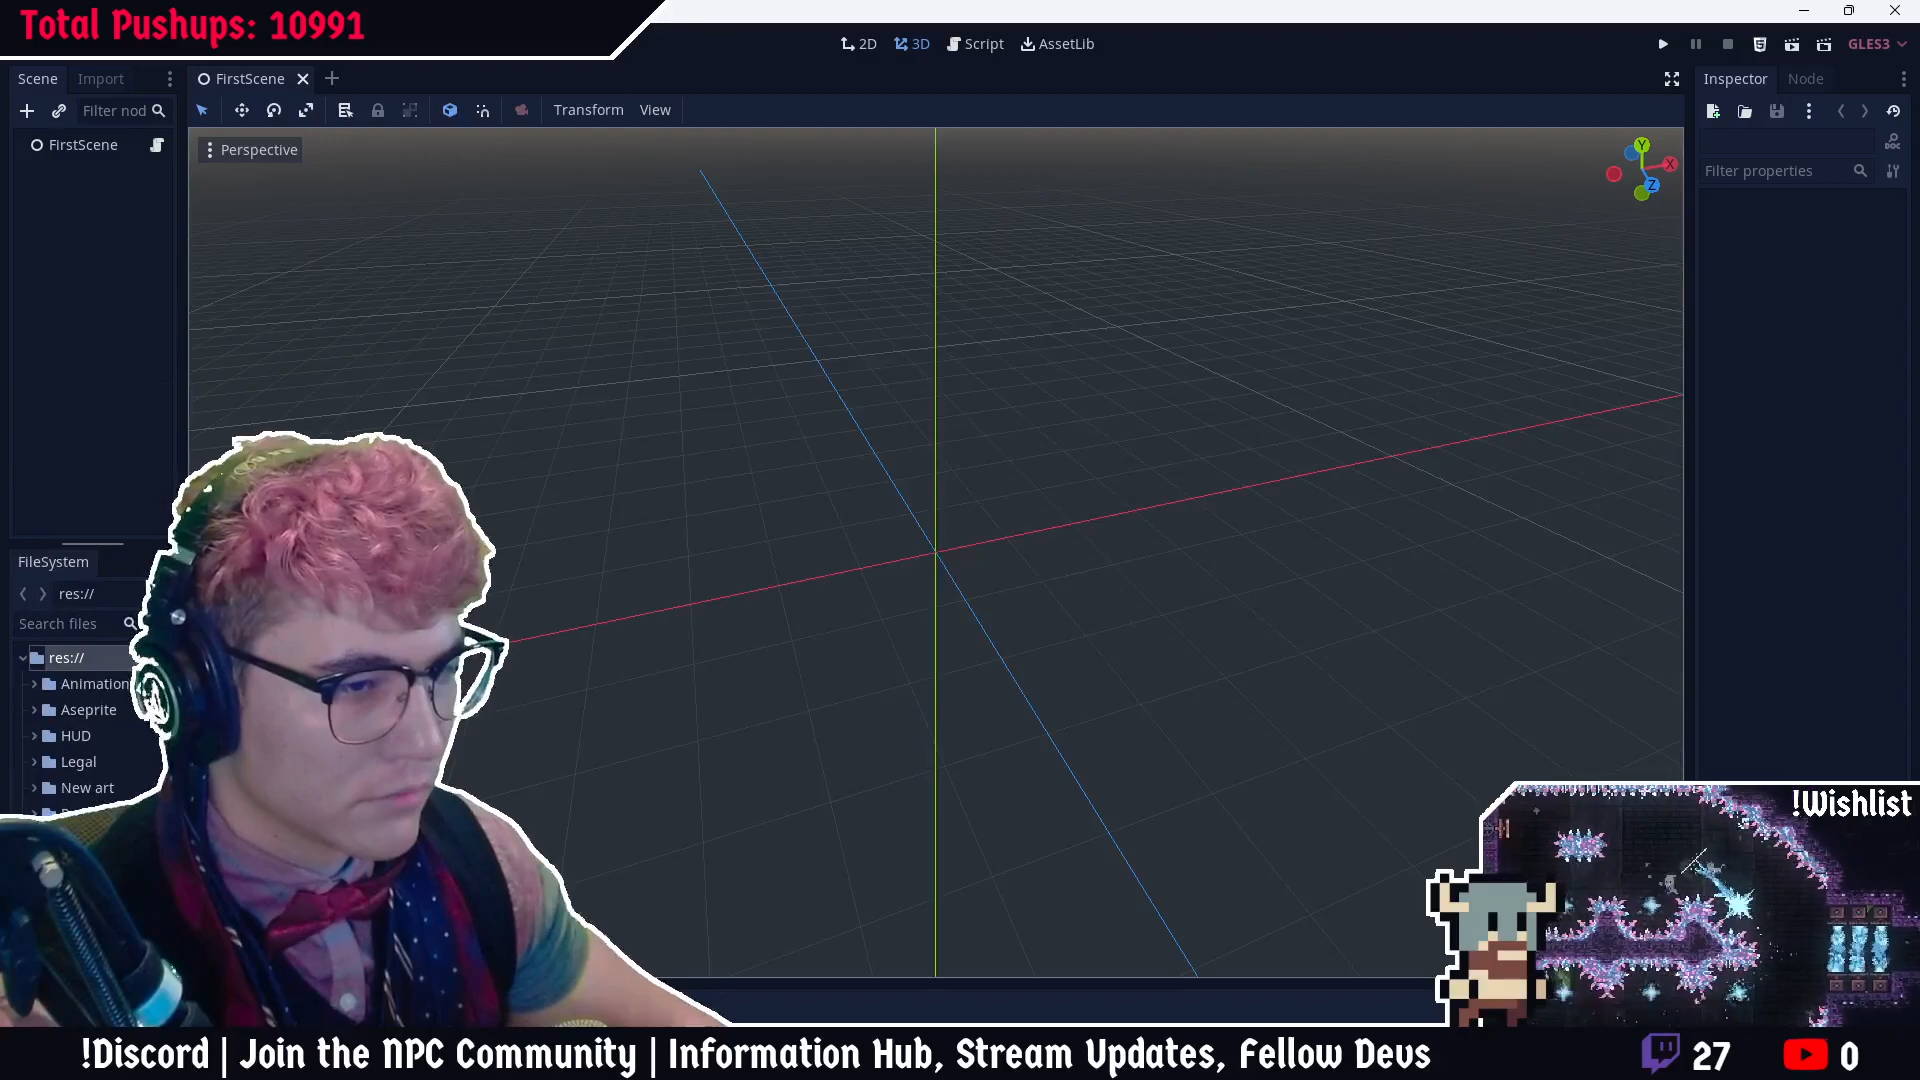 Total Pushups: 10991
2D
3D
Script
AssetLib
GLES3
Scene
Import
FirstScene
Inspector
Node
Filter nod
Transform
View
FirstScene
Perspective
Y
X
Z
DOC
Filter properties
FileSystem
res://
Search files
res://
Animation
Aseprite
HUD
Legal
New art
!Wishlist
!Discord | Join the NPC Community | Information Hub, Stream Updates, Fellow Devs
27
0